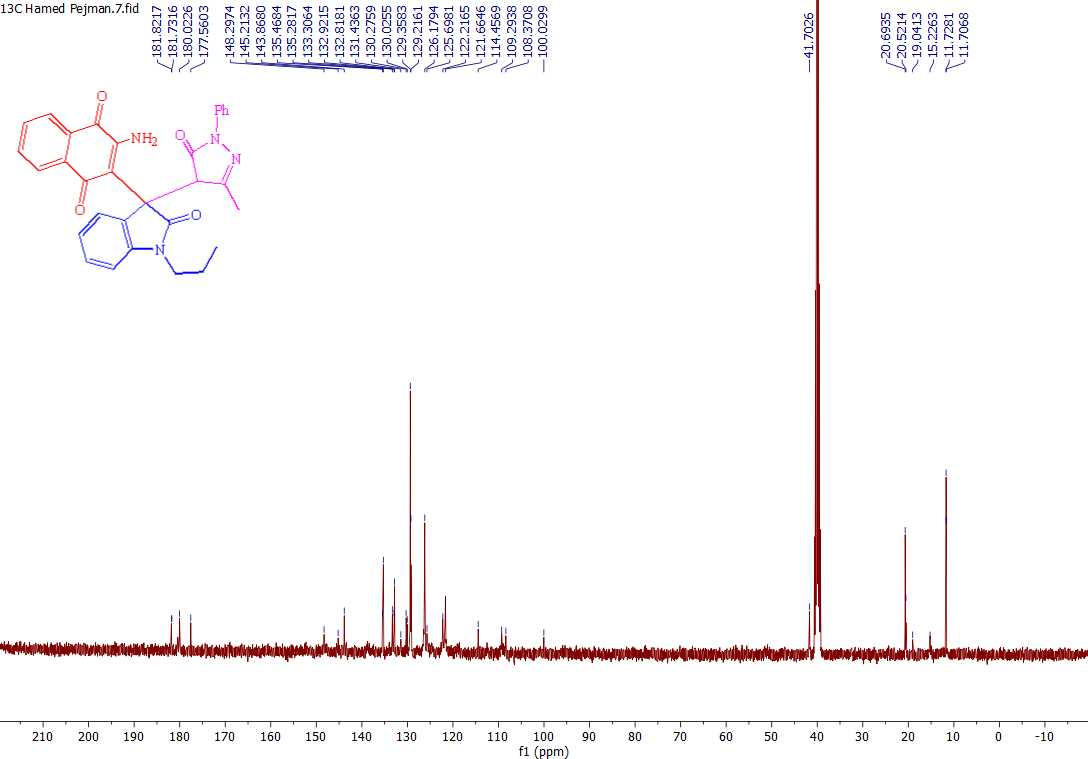 13C Hamed Pejman.7.fid
181.8217
181.7316
180.0226
177.5603
148.2974
145.2132
143.8680
135.4684
135.2817
133.3064
132.9215
132.8181
131.4363
130.2759
130.0255
129.3583
129.2161
126.1794
125.6981
122.2165
121.6646
114.4569
109.2938
108.3708
100.0299
41.7026
20.6935
20.5214
19.0413
15.2263
11.7281
11.7068
O
NH2
O
Ph
O
N
N
O
N
210 200 190 180 170 160 150 140 130 120 110 100 90 80 70 60 50 40 30 20 10 0 -10
f1 (ppm)